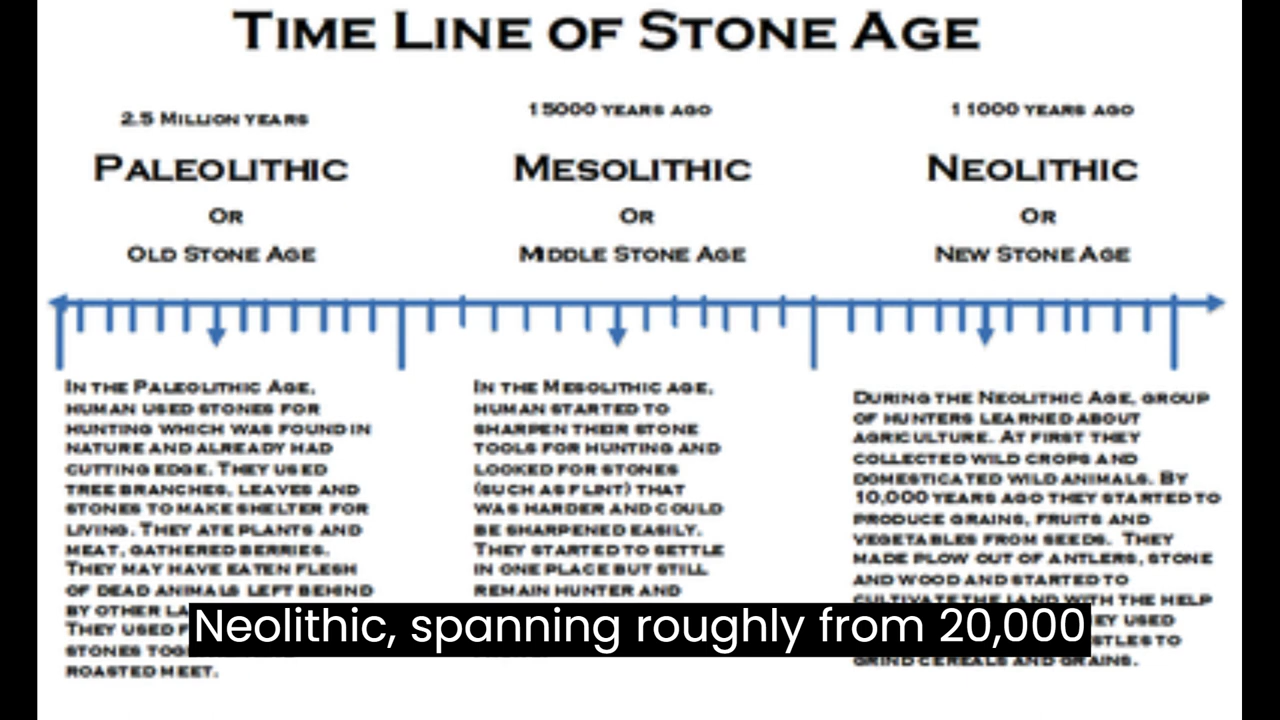 TIME LINE OF STONE AGE
2.5 MILLION YEARS
PALEOLITHIC
OR
OLD STONE AGE
IN THE PALEOLITHIC AGE,
HUMAN USED STONES FOR
HUNTING WHICH WAS FOUND IN
NATURE AND ALREADY HAD
CUTTING EDGE. THEY USED
TREE BRANCHES, LEAVES AND
STONES TO MAKE SHELTER FOR
LIVING. THEY ATE PLANTS AND
MEAT, GATHERED BERRIES.
THEY MAY HAVE EATEN FLESH
OF DEAD ANIMALS LEFT BEHIND
BY OTHER
THEY USED
STONES
ROASTED MEET.
15000 YEARS AGO
MESOLITHIC
OR
MIDDLE STONE AGE
IN THE MESOLITHIC AGE,
HUMAN STARTED TO
SHARPEN THEIR STONE
TOOLS FOR HUNTING AND
LOOKED FOR STONES
(SUCH AS FLINT) THAT
WAS HARDER AND COULD
BE SHARPENED EASILY.
THEY STARTED TO SETTLE
IN ONE PLACE BUT STILL
REMAIN HUNTER AND
11000 YEARS AGO
NEOLITHIC
OR
NEW STONE AGE
DURING THE NEOLITHIC AGE, GROUP
OF HUNTERS LEARNED ABOUT
AGRICULTURE. AT FIRST THEY
COLLECTED WILD CROPS AND
DOMESTICATED WILD ANIMALS. BY
10,000 YEARS AGO THEY STARTED TO
PRODUCE GRAINS, FRUITS AND
VEGETABLES FROM SEEDS. THEY
MADE PLOW OUT OF ANTLERS, STONE
AND WOOD AND STARTED TO
CULTIVATE THE LAND WITH THE HELP
USED
TO
GRIND CEREALS AND GRAINS.
Neolithic, spanning roughly from 20,000